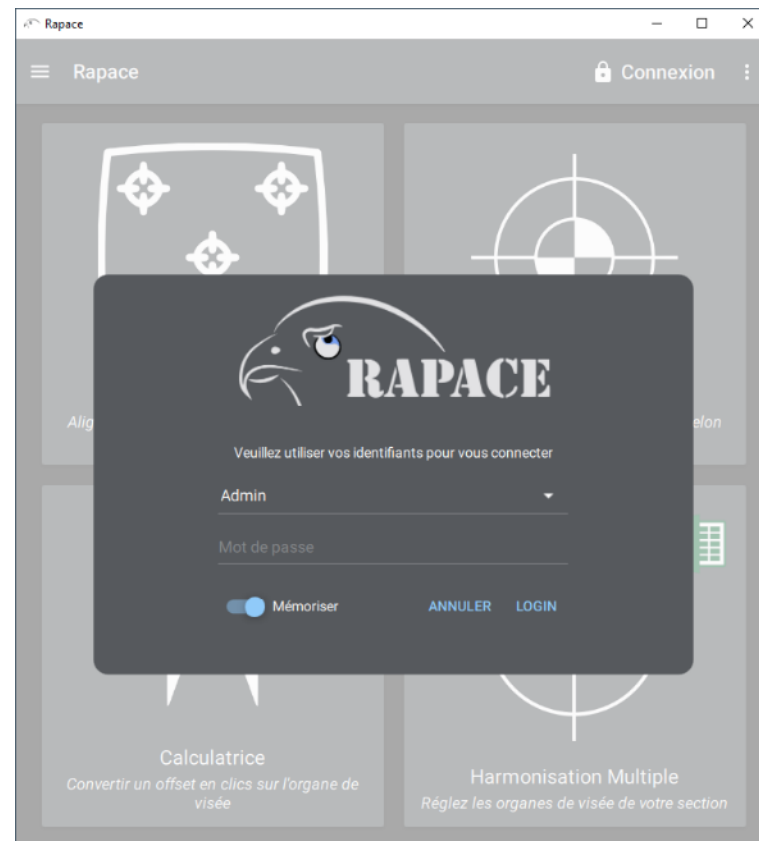 Rapace
Rapace
Connexion
Alig
elon
RAPACE
Veuillez utiliser vos identifiants pour vous connecter
Admin
Mot de passe
Mémoriser
ANNULER
LOGIN
Calculatrice
Convertir un offset en clics sur l'organe de
visée
Harmonisation Multiple
Réglez les organes de visée de votre section